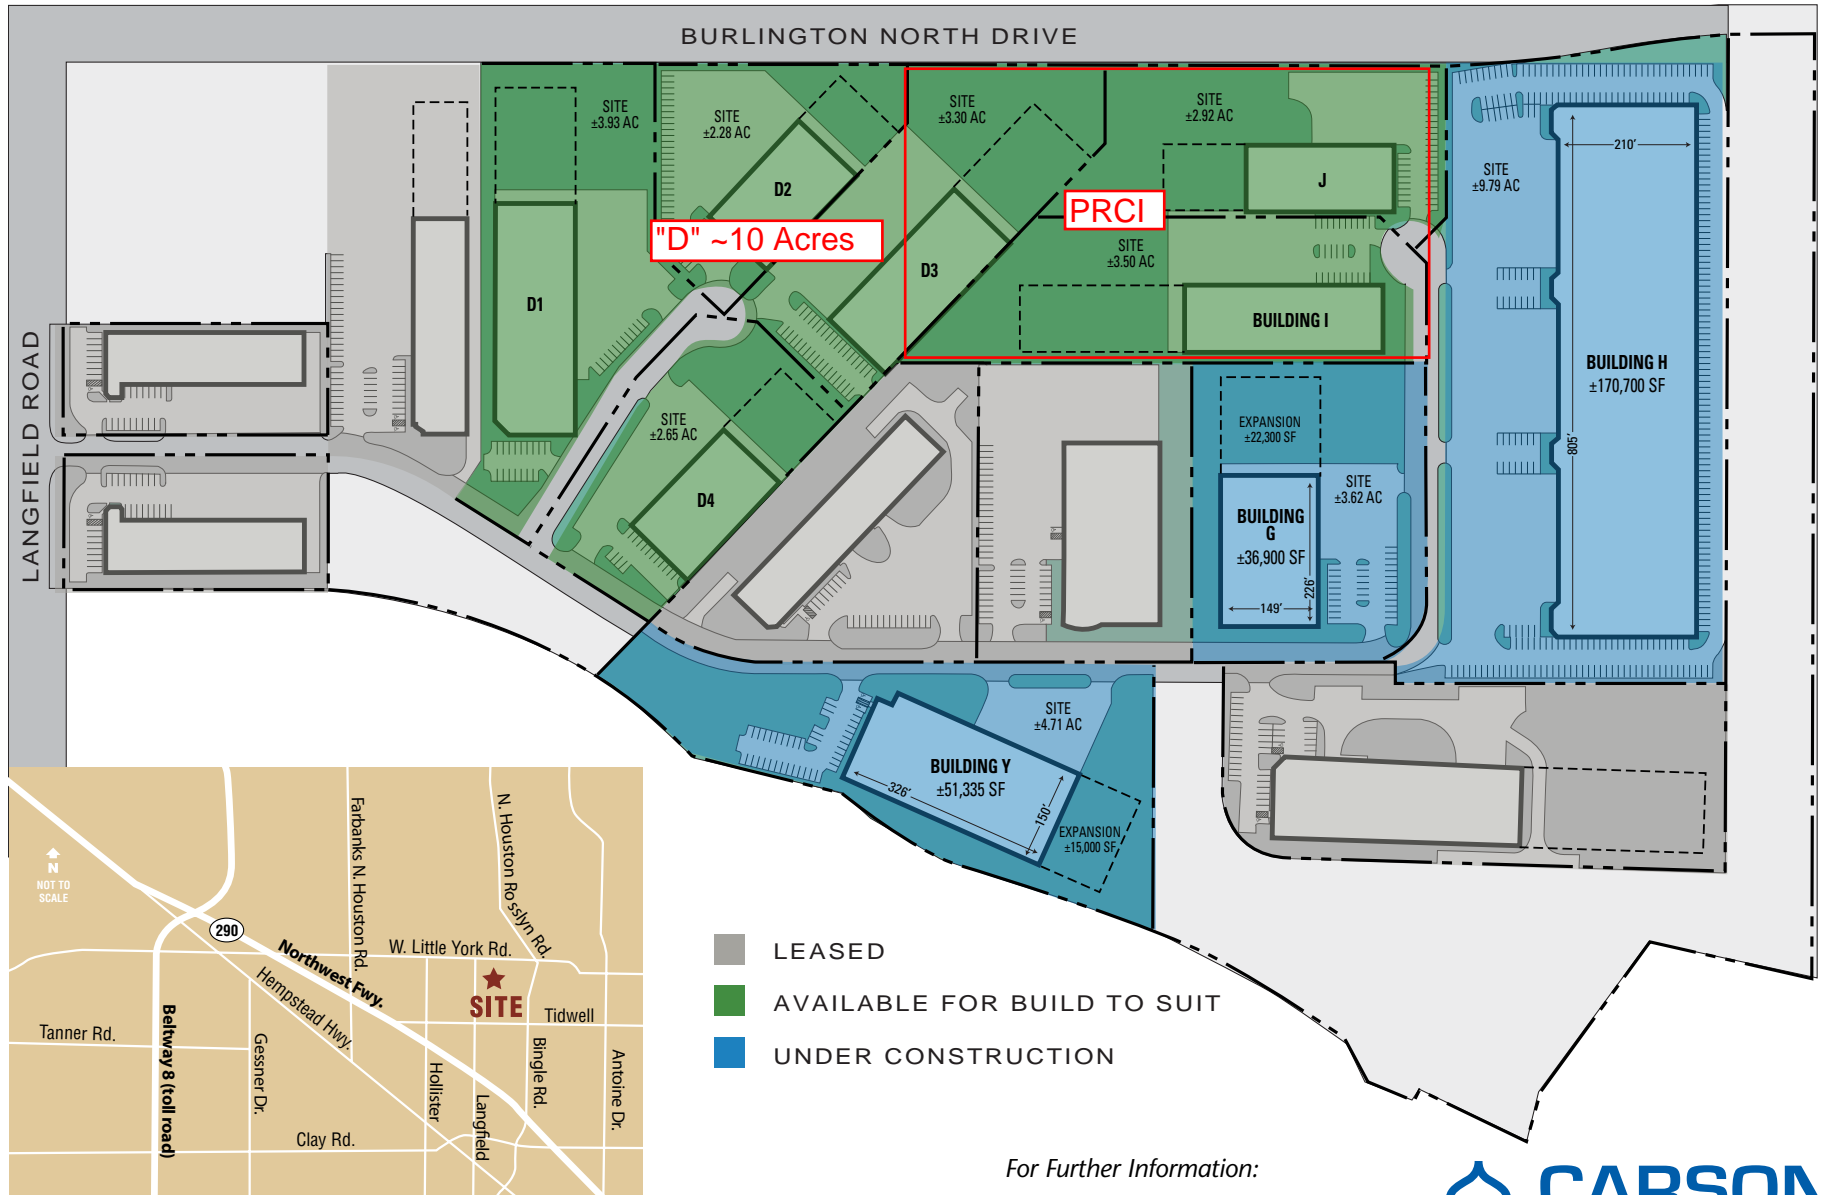 BURLINGTON NORTH DRIVE
LANGFIELD ROAD
SITE
±3.93 AC
SITE
±2.28 AC
SITE
±3.30 AC
SITE
±2.92 AC
SITE
±9.79 AC
210'
D2
J
PRCI
"D" ~10 Acres
SITE
±3.50 AC
D3
D1
BUILDING I
BUILDING H
±170,700 SF
805'
SITE
±2.65 AC
EXPANSION
±22,300 SF
SITE
±3.62 AC
D4
BUILDING
G
±36,900 SF
226'
149'
SITE
±4.71 AC
BUILDING Y
±51,335 SF
326'
150'
EXPANSION
±15,000 SF
N
NOT TO
SCALE
290
Northwest Fwy.
Hempstead Hwy.
Farbanks N. Houston Rd.
N. Houston Rosslyn Rd.
W. Little York Rd.
SITE
Tidwell
Tanner Rd.
Beltway 8 (toll road)
Gessner Dr.
Hollister
Langfield
Bingle Rd.
Antoine Dr.
Clay Rd.
LEASED
AVAILABLE FOR BUILD TO SUIT
UNDER CONSTRUCTION
For Further Information:
CARSON